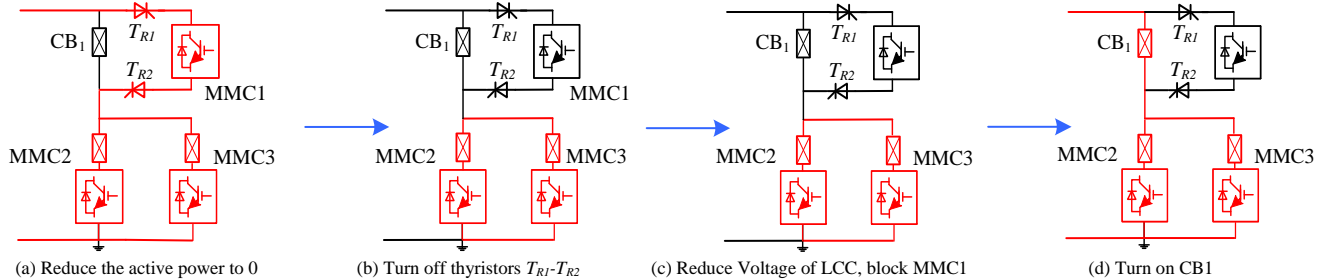 CB1
TR1
TR2
MMC1
MMC2
MMC3
(a) Reduce the active power to 0
CB1
TR1
TR2
MMC1
MMC2
MMC3
(b) Turn off thyristors TR1-TR2
CB1
TR1
TR2
MMC2
MMC3
(c) Reduce Voltage of LCC, block MMC1
CB1
TR1
TR2
MMC2
MMC3
(d) Turn on CB1